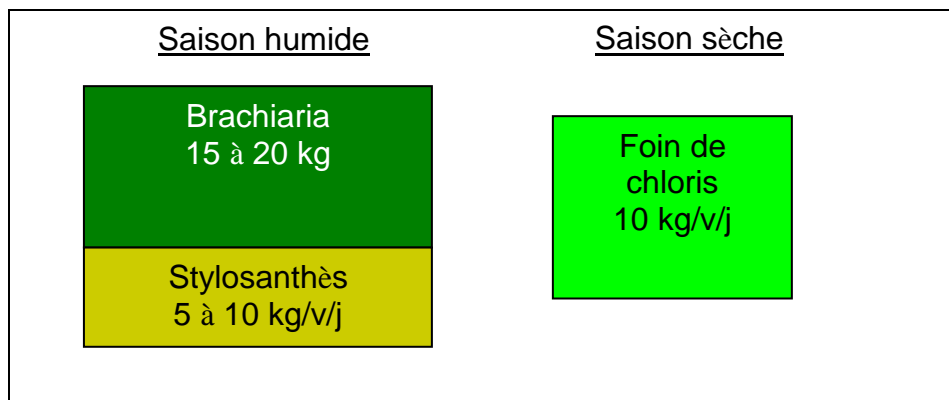 Saison humide
Brachiaria
15 à 20 kg
Stylosanthès
5 à 10 kg/v/j
Saison sèche
Foin de
chloris
10 kg/v/j